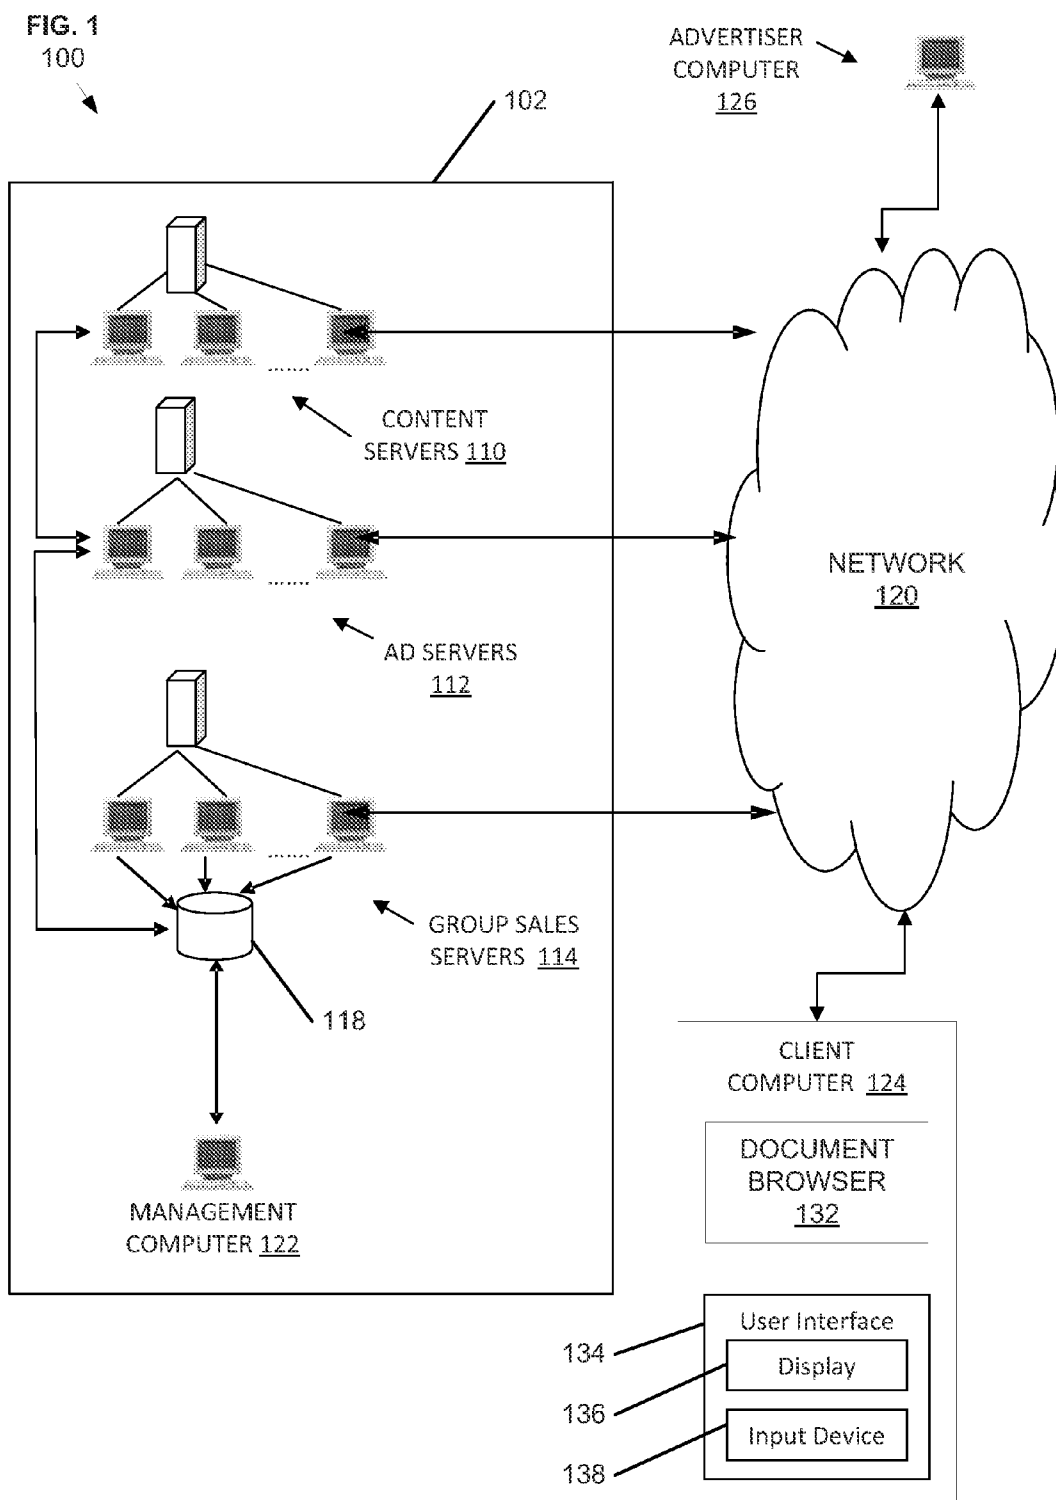 FIG. 1
100
ADVERTISER
COMPUTER
126
102
CONTENT
SERVERS 110
AD SERVERS
112
NETWORK
120
GROUP SALES
SERVERS 114
118
CLIENT
COMPUTER 124
DOCUMENT
BROWSER
132
MANAGEMENT
COMPUTER 122
User Interface
134
Display
136
Input Device
138